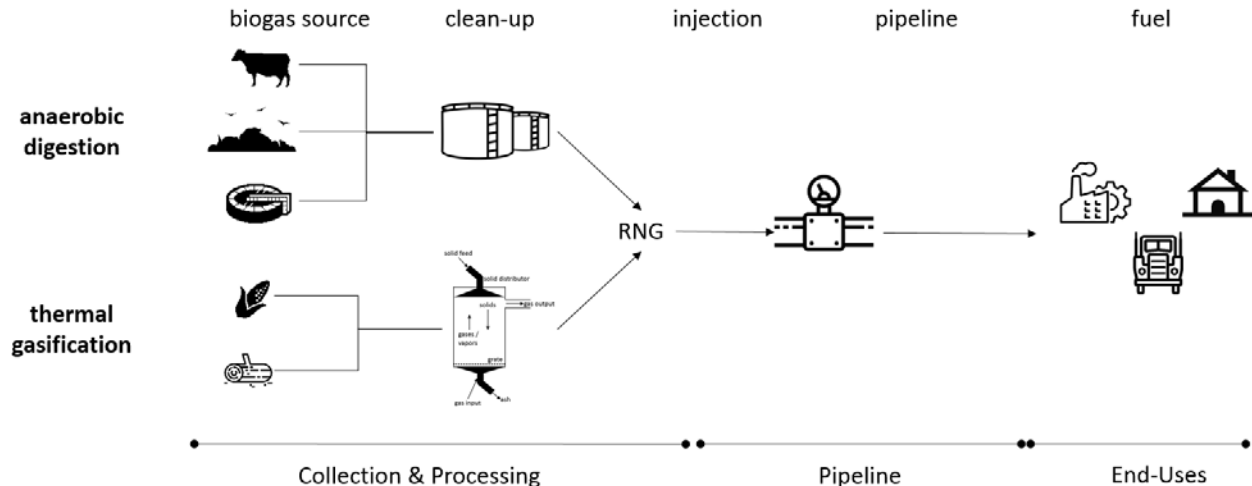 biogas source
clean-up
injection
pipeline
fuel
anaerobic
digestion
RNG
solid feed
solid distributor
solids
gas output
gases /
vapors
grate
gas input
ash
thermal
gasification
Collection & Processing
Pipeline
End-Uses